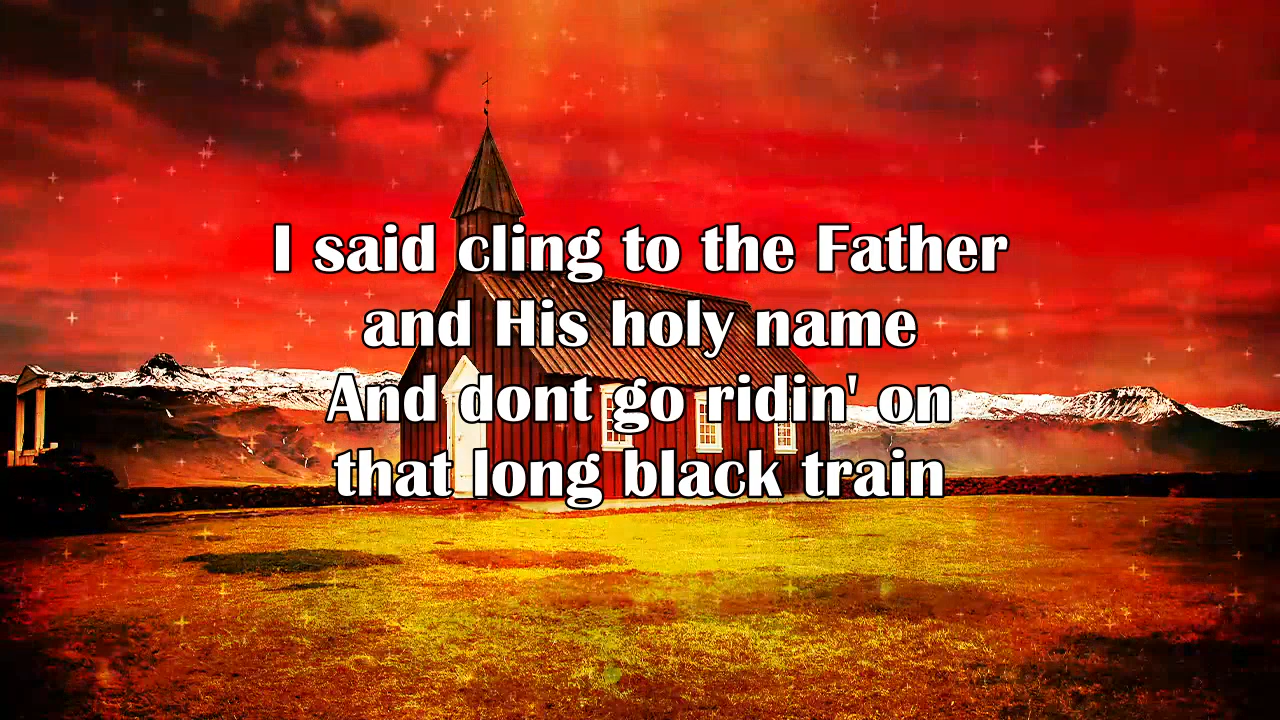 I said cling to the Father
and His holy name
And dont go ridin' on
that long black train